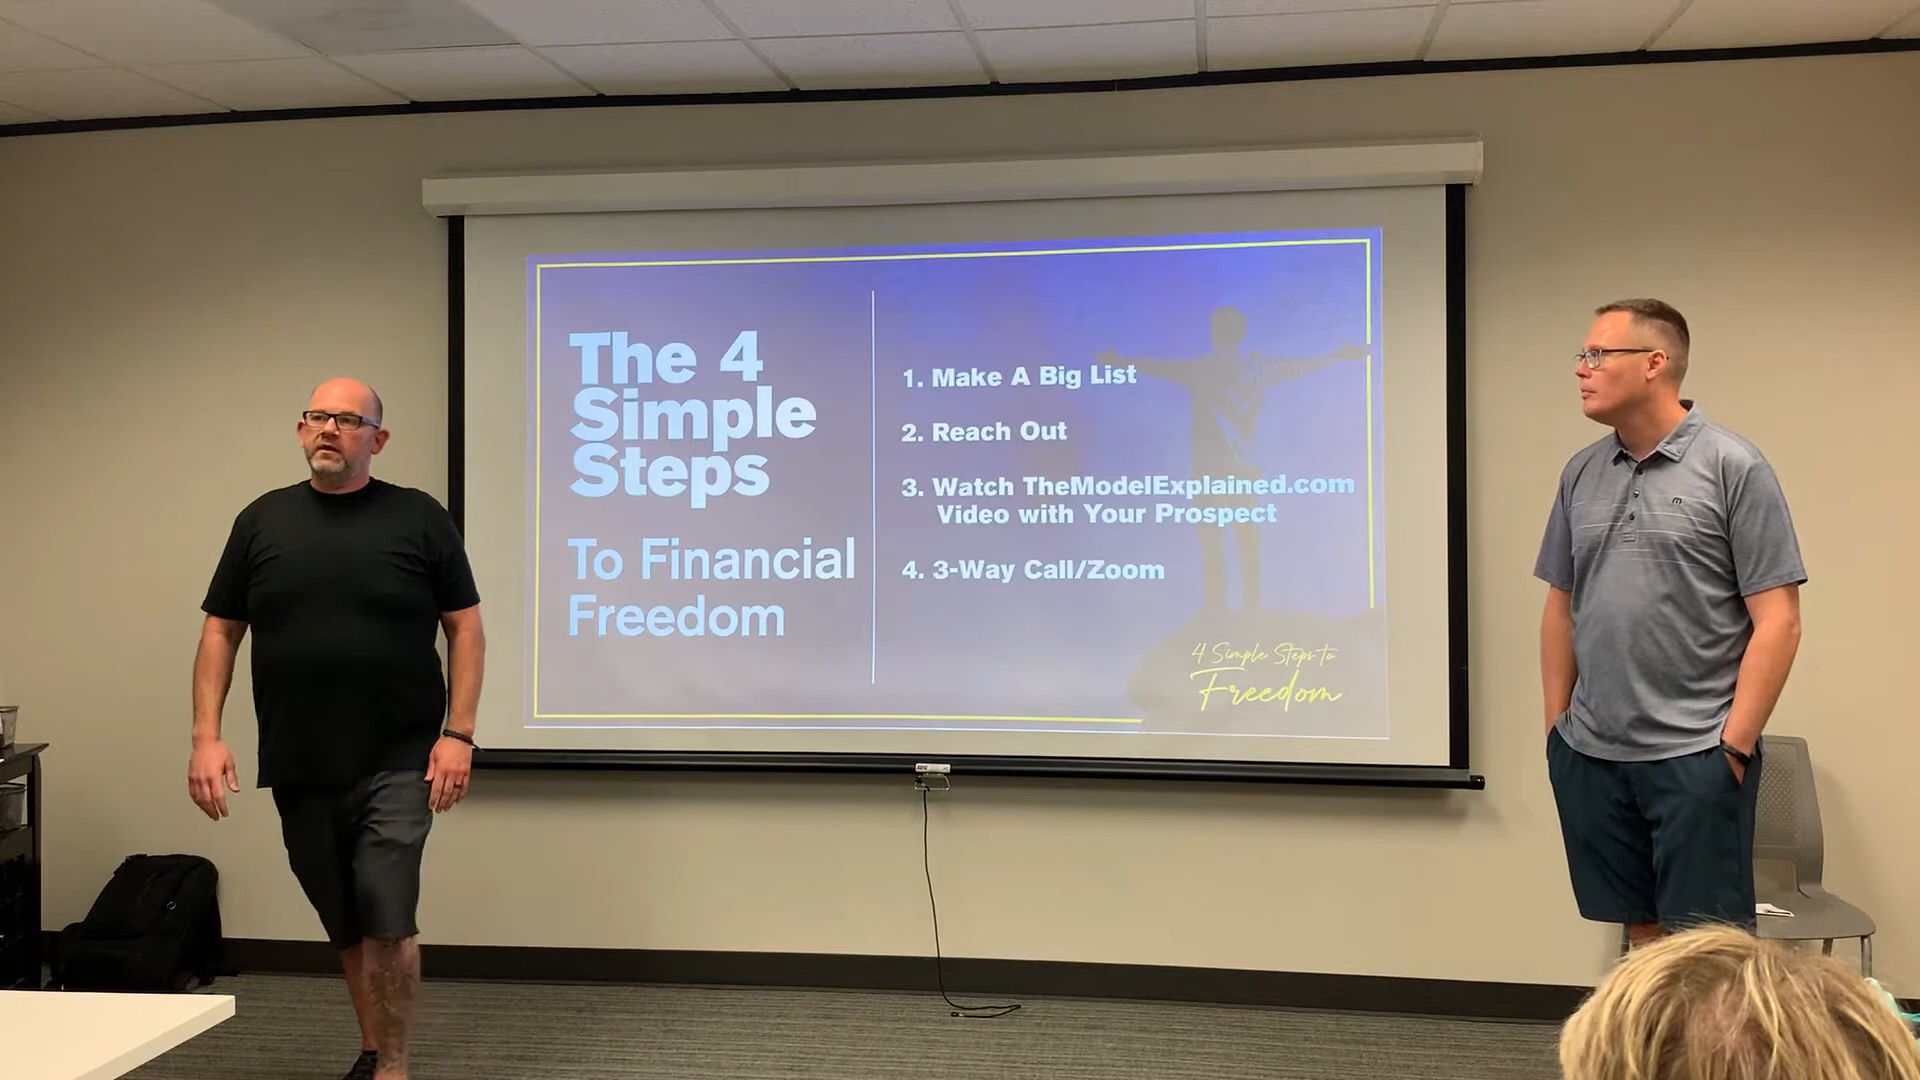 The 4
Simple
Steps
To Financial
Freedom
1. Make A Big List
2. Reach Out
3. Watch TheModelExplained.com
Video with Your Prospect
4. 3-Way Call/Zoom
4 Simple Steps to
Freedom